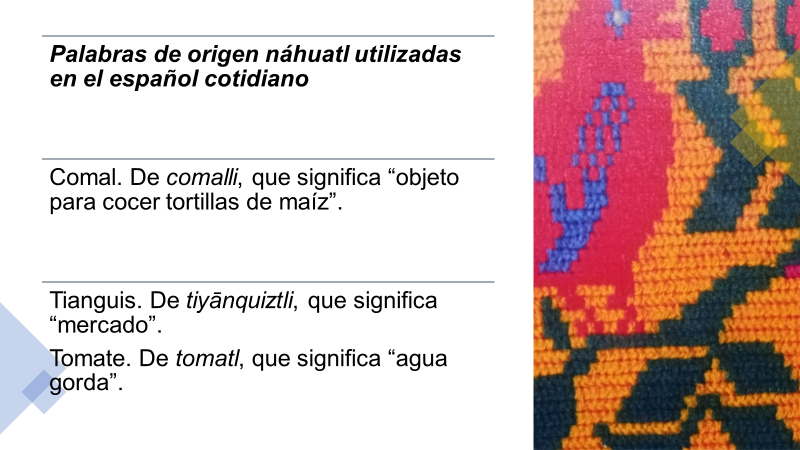 Palabras de origen náhuatl utilizadas
en el español cotidiano
Comal. De comalli, que significa “objeto
para cocer tortillas de maíz”.
Tianguis. De tiyānquiztli, que significa
“mercado”.
Tomate. De tomatl, que significa “agua
gorda”.